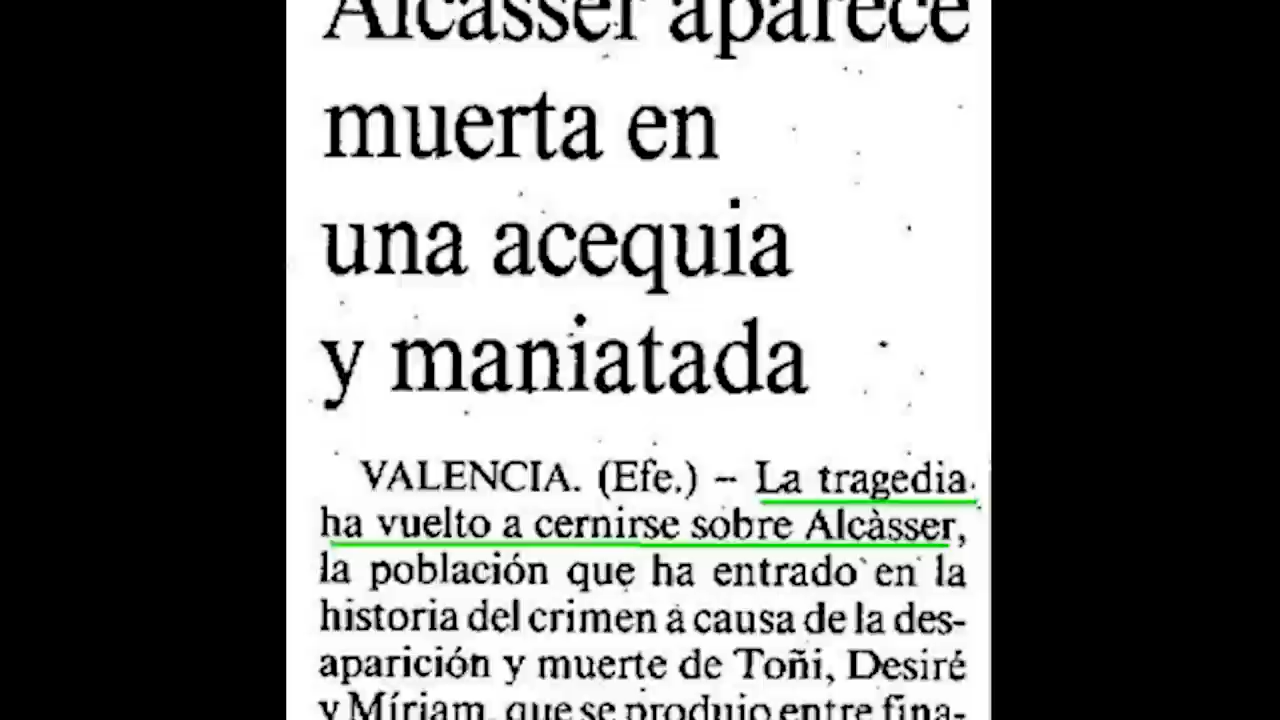 Alcàsser aparece
muerta en
una acequia
y maniatada
VALENCIA. (Efe.) – La tragedia
ha vuelto a cernirse sobre Alcàsser,
la población que ha entrado en la
historia del crimen a causa de la des-
aparición y muerte de Toñi, Desiré
y Míriam, que se produjo entre fina-